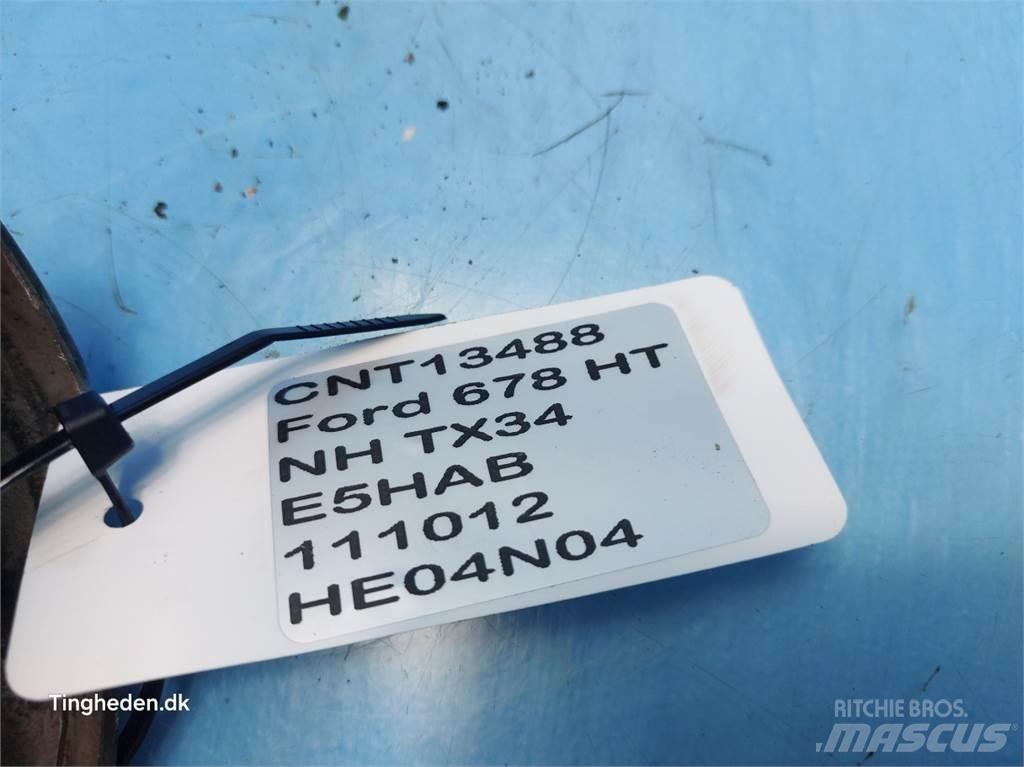 CNT13488
Ford 678 HT
NH TX34
E5HAB
111012
HE04N04
Tingheden.dk
RITCHIE BROS.
MASCUS